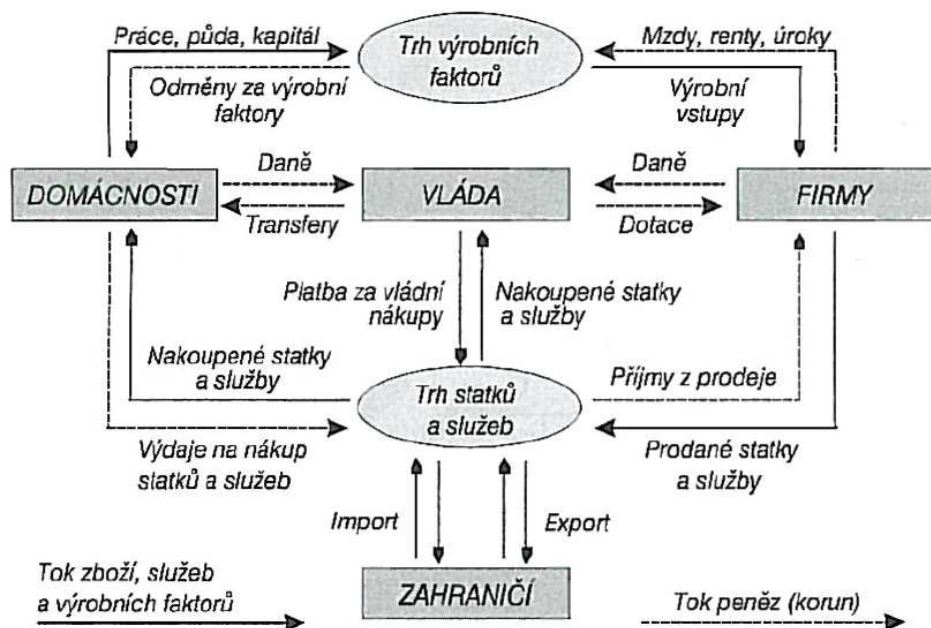 Práce, půda, kapitál
Trh výrobních
faktorů
Mzdy, renty, úroky
Odměny za výrobní
faktory
Výrobní
vstupy
Daně
Daně
DOMÁCNOSTI
VLÁDA
FIRMY
Transfery
Dotace
Platba za vládní
nákupy
Nakoupené statky
a služby
Nakoupené statky
a služby
Trh statků
a služeb
Příjmy z prodeje
Výdaje na nákup
statků a služeb
Prodané statky
a služby
Import
Export
Tok zboží, služeb
a výrobních faktorů
ZAHRANIČÍ
Tok peněz (korun)